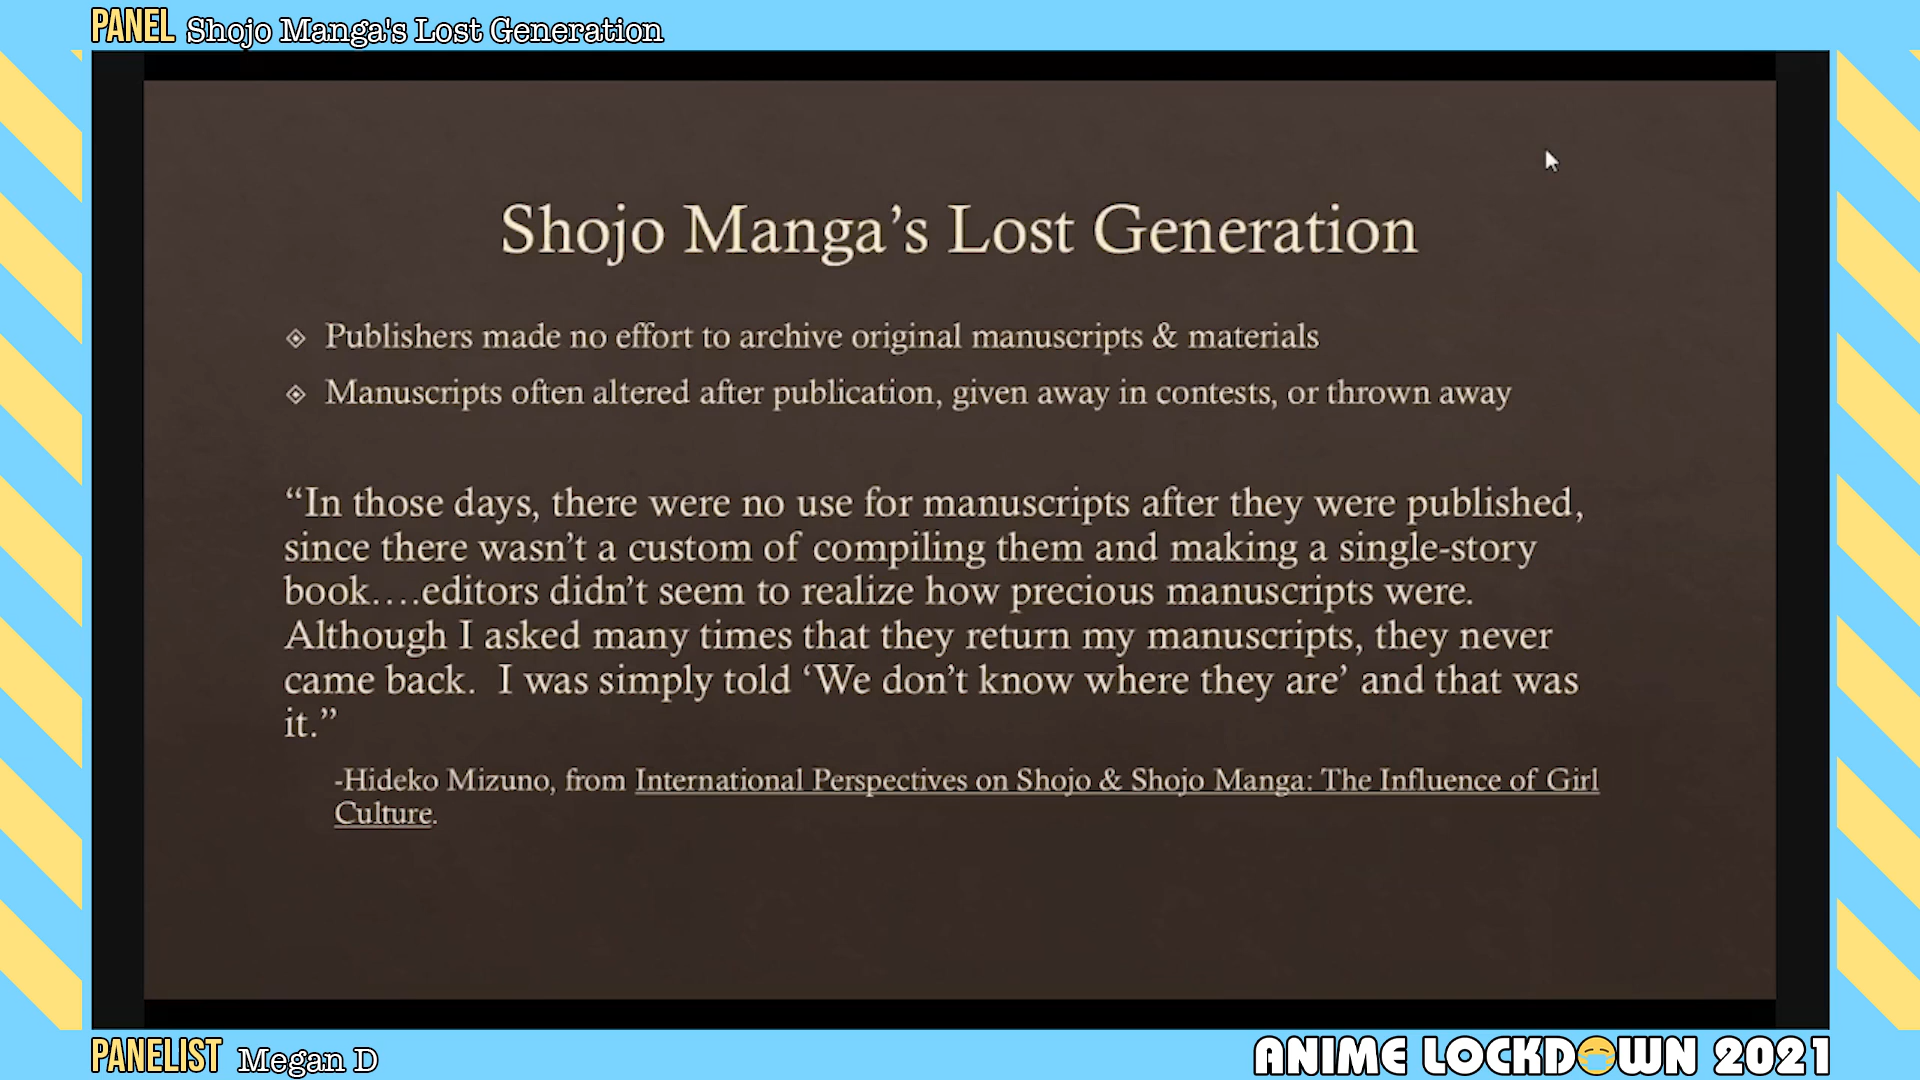 PANEL Shojo Manga's Lost Generation
Shojo Manga’s Lost Generation
Publishers made no effort to archive original manuscripts & materials
Manuscripts often altered after publication, given away in contests, or thrown away
“In those days, there were no use for manuscripts after they were published,
since there wasn’t a custom of compiling them and making a single-story
book….editors didn’t seem to realize how precious manuscripts were.
Although I asked many times that they return my manuscripts, they never
came back.  I was simply told ‘We don’t know where they are’ and that was
it.”
-Hideko Mizuno, from International Perspectives on Shojo & Shojo Manga: The Influence of Girl
Culture.
PANELIST Megan D
ANIME LOCKDOWN 2021